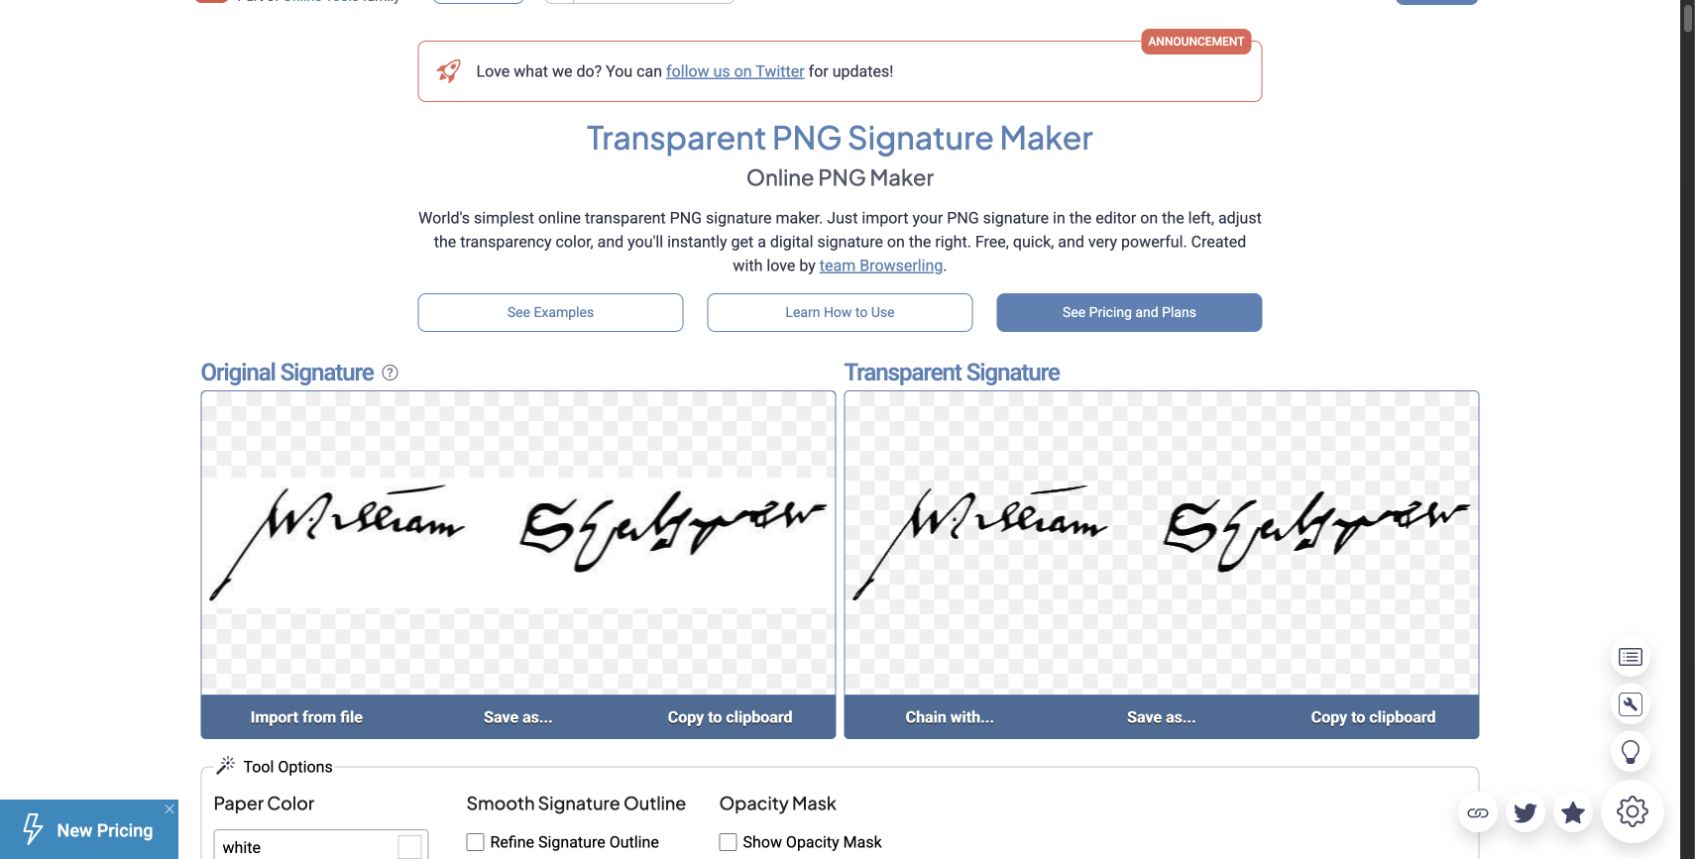 ANNOUNCEMENT
Love what we do? You can follow us on Twitter for updates!
Transparent PNG Signature Maker
Online PNG Maker
World's simplest online transparent PNG signature maker. Just import your PNG signature in the editor on the left, adjust
the transparency color, and you'll instantly get a digital signature on the right. Free, quick, and very powerful. Created
with love by team Browserling.
See Examples
Learn How to Use
See Pricing and Plans
Original Signature
Transparent Signature
William
William
Import from file
Save as...
Copy to clipboard
Chain with...
Save as...
Copy to clipboard
Tool Options
Paper Color
Smooth Signature Outline
Opacity Mask
white
Refine Signature Outline
Show Opacity Mask
New Pricing